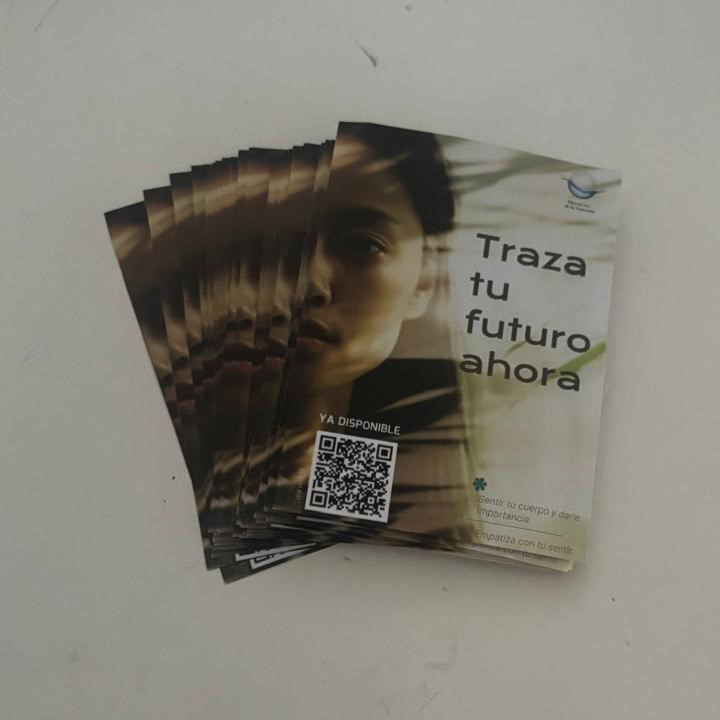 Traza
tu
futuro
ahora
YA DISPONIBLE
Sentir tu cuerpo y darle
importancia
Empatiza con tu sentir